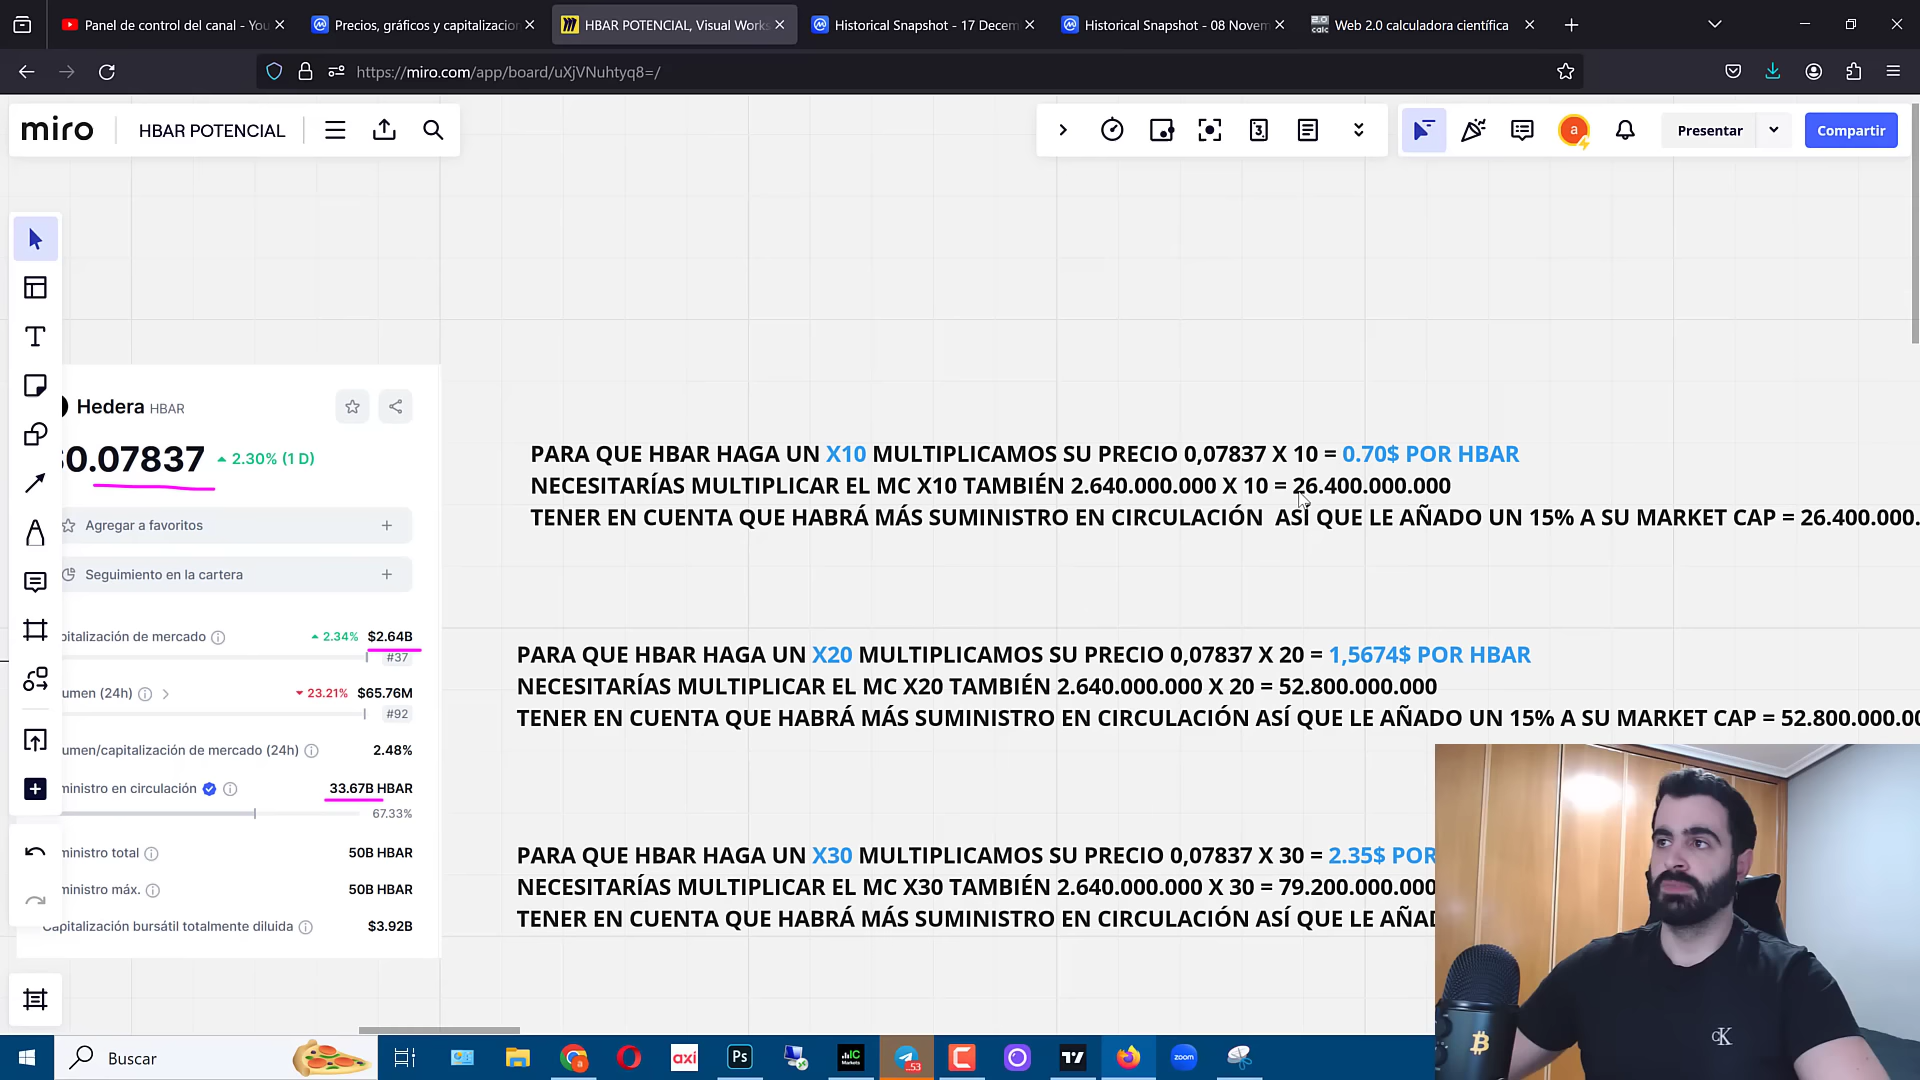 Panel de control del canal - You
Precios, gráficos y capitalizacion
HBAR POTENCIAL, Visual Works
Historical Snapshot - 17 Decem
Historical Snapshot - 08 Novem
Web 2.0 calculadora científica
https://miro.com/app/board/uXjVNuhtyq8=/
miro
HBAR POTENCIAL
3
a
Presentar
Compartir
Hedera HBAR
0.07837
2.30% (1 D)
Agregar a favoritos
Seguimiento en la cartera
pitalización de mercado
2.34%
$2.64B
#37
umen (24h)
23.21%
$65.76M
#92
umen/capitalización de mercado (24h)
2.48%
ministro en circulación
33.67B HBAR
67.33%
ministro total
50B HBAR
ministro máx.
50B HBAR
Capitalización bursátil totalmente diluida
$3.92B
PARA QUE HBAR HAGA UN X10 MULTIPLICAMOS SU PRECIO 0,07837 X 10 = 0.70$ POR HBAR
NECESITARÍAS MULTIPLICAR EL MC X10 TAMBIÉN 2.640.000.000 X 10 = 26.400.000.000
TENER EN CUENTA QUE HABRÁ MÁS SUMINISTRO EN CIRCULACIÓN ASÍ QUE LE AÑADO UN 15% A SU MARKET CAP = 26.400.000.
PARA QUE HBAR HAGA UN X20 MULTIPLICAMOS SU PRECIO 0,07837 X 20 = 1,5674$ POR HBAR
NECESITARÍAS MULTIPLICAR EL MC X20 TAMBIÉN 2.640.000.000 X 20 = 52.800.000.000
TENER EN CUENTA QUE HABRÁ MÁS SUMINISTRO EN CIRCULACIÓN ASÍ QUE LE AÑADO UN 15% A SU MARKET CAP = 52.800.000.00
PARA QUE HBAR HAGA UN X30 MULTIPLICAMOS SU PRECIO 0,07837 X 30 = 2.35$ POR
NECESITARÍAS MULTIPLICAR EL MC X30 TAMBIÉN 2.640.000.000 X 30 = 79.200.000.000
TENER EN CUENTA QUE HABRÁ MÁS SUMINISTRO EN CIRCULACIÓN ASÍ QUE LE AÑAD
Buscar
axi
Ps
IC
53
zoom
cK